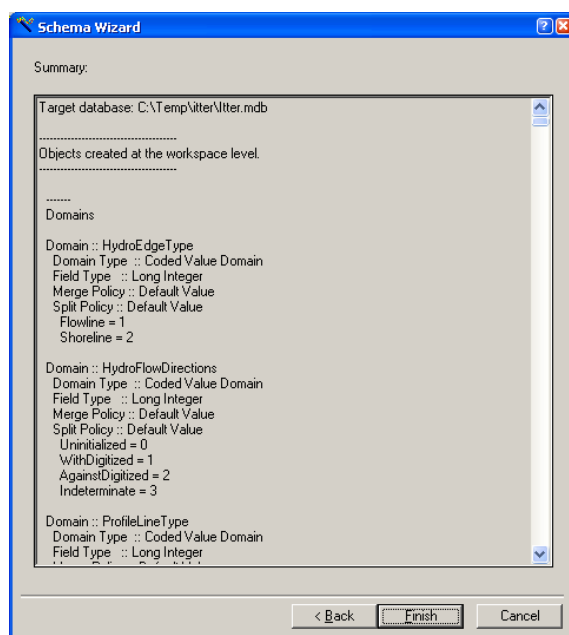 Schema Wizard
Summary:
Target database: C:\Temp\itter\Itter.mdb
--------------------------------------
Objects created at the workspace level.
--------------------------------------
-------
Domains
Domain :: HydroEdgeType
Domain Type :: Coded Value Domain
Field Type :: Long Integer
Merge Policy :: Default Value
Split Policy :: Default Value
Flowline = 1
Shoreline = 2
Domain :: HydroFlowDirections
Domain Type :: Coded Value Domain
Field Type :: Long Integer
Merge Policy :: Default Value
Split Policy :: Default Value
Uninitialized = 0
WithDigitized = 1
AgainstDigitized = 2
Indeterminate = 3
Domain :: ProfileLineType
Domain Type :: Coded Value Domain
Field Type :: Long Integer
< Back Finish Cancel